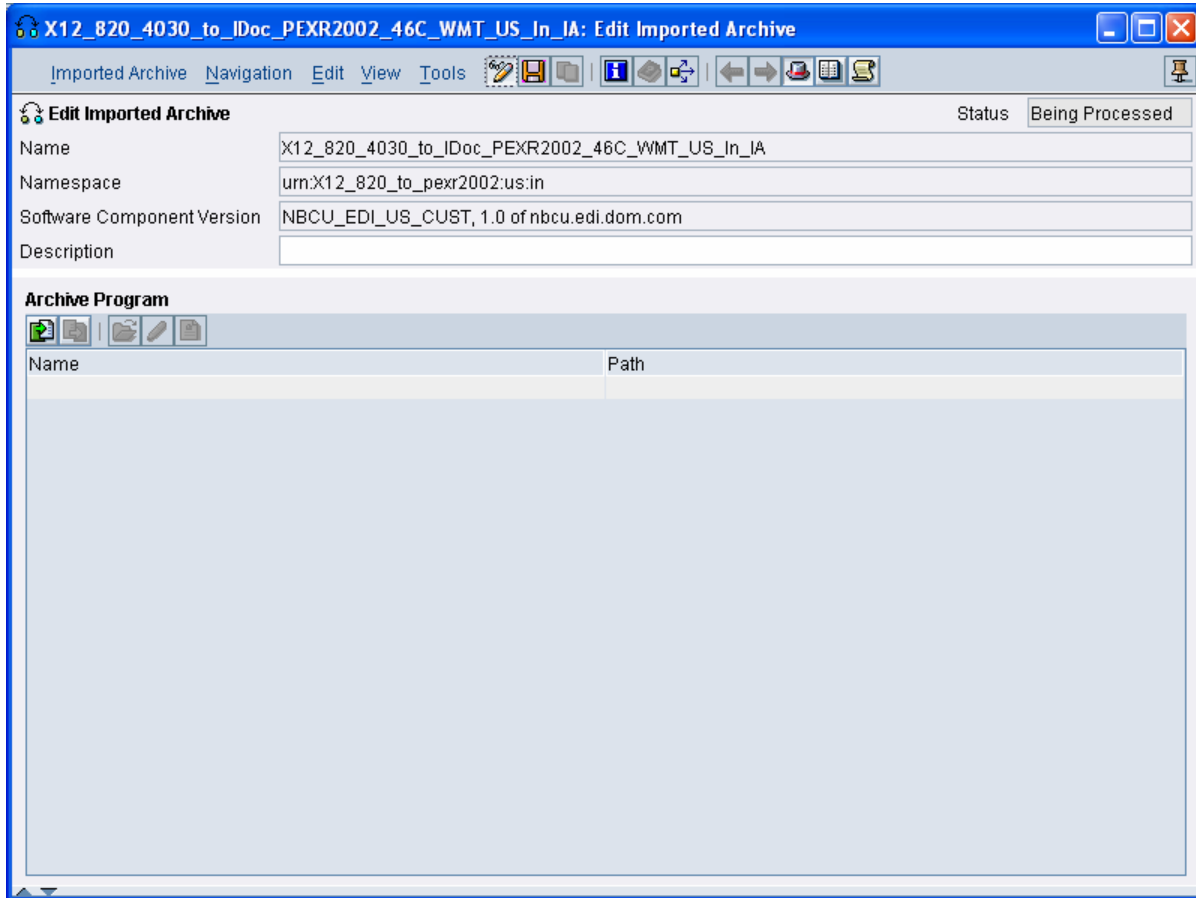 X12_820_4030_to_IDoc_PEXR2002_46C_WMT_US_In_IA: Edit Imported Archive
Imported Archive Navigation Edit View Tools
Edit Imported Archive Status Being Processed
Name X12_820_4030_to_IDoc_PEXR2002_46C_WMT_US_In_IA
Namespace urn:X12_820_to_pexr2002:us:in
Software Component Version NBCU_EDI_US_CUST, 1.0 of nbcu.edi.dom.com
Description
Archive Program
Name Path